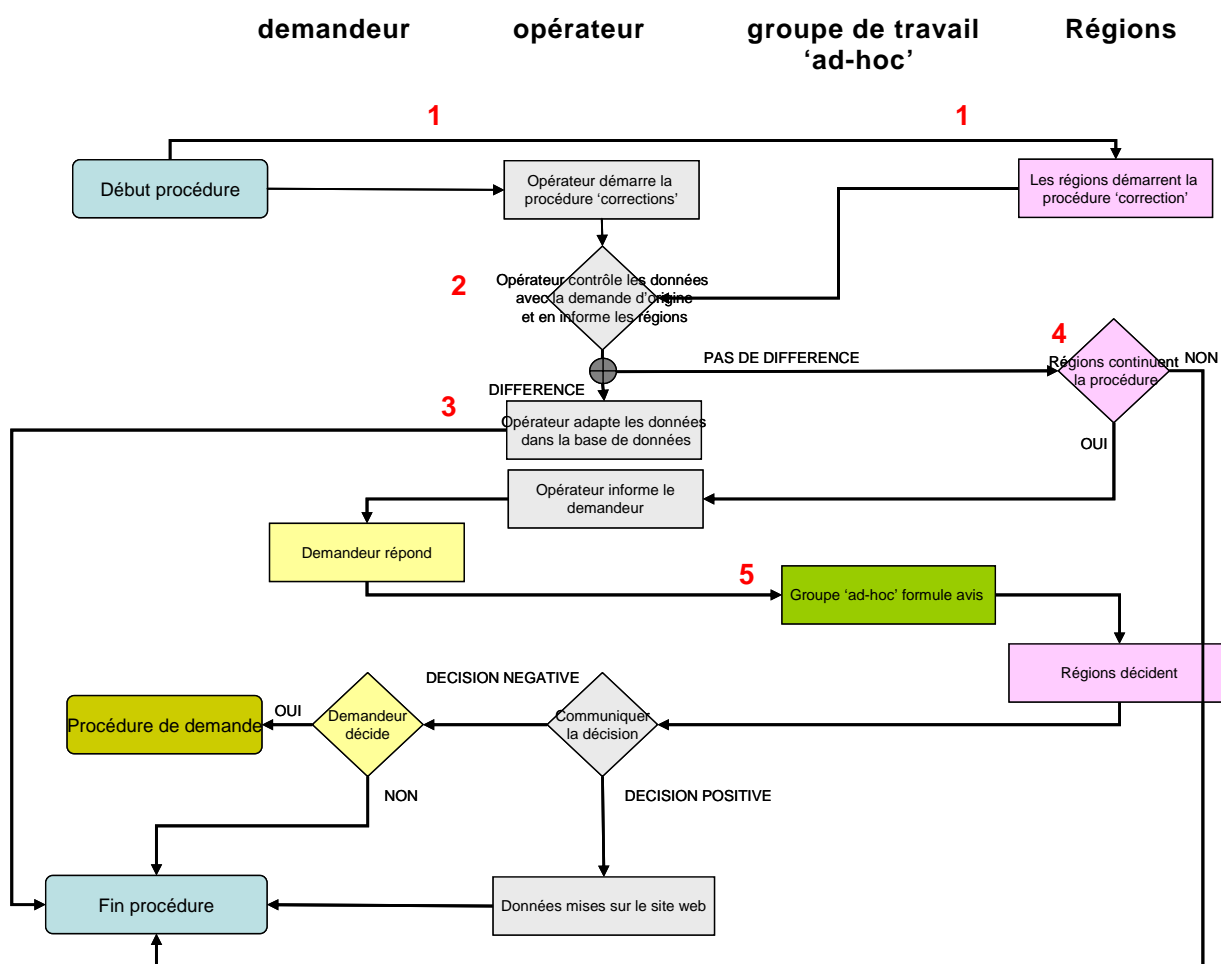 demandeur
opérateur
groupe de travail
‘ad-hoc’
Régions
1
1
Début procédure
Opérateur démarre la
procédure ‘corrections’
Les régions démarrent la
procédure ‘correction’
2
Opérateur contrôle les données
avec la demande d’origine
et en informe les régions
4
PAS DE DIFFERENCE
Régions continuent
la procédure
NON
DIFFERENCE
3
Opérateur adapte les données
dans la base de données
OUI
Opérateur informe le
demandeur
Demandeur répond
5
Groupe ‘ad-hoc’ formule avis
Régions décident
DECISION NEGATIVE
Procédure de demande
OUI
Demandeur
décide
Communiquer
la décision
NON
DECISION POSITIVE
Fin procédure
Données mises sur le site web